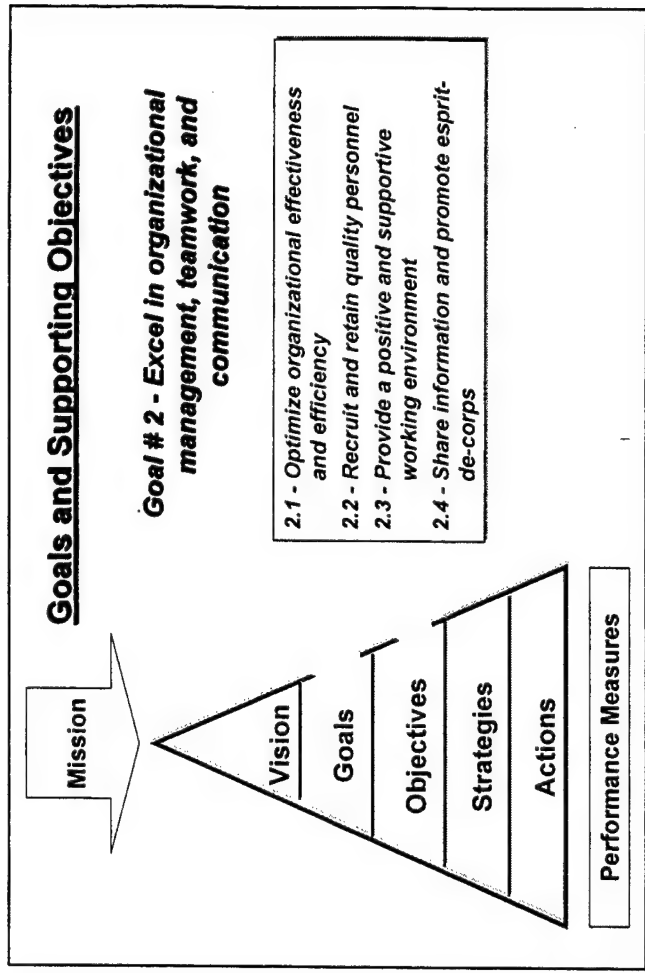 Goals and Supporting Objectives
Mission
Goal # 2 - Excel in organizational
management, teamwork, and
communication
Vision
Goals
Objectives
Strategies
Actions
2.1 - Optimize organizational effectiveness
and efficiency
2.2 - Recruit and retain quality personnel
2.3 - Provide a positive and supportive
working environment
2.4 - Share information and promote esprit-
de-corps
Performance Measures